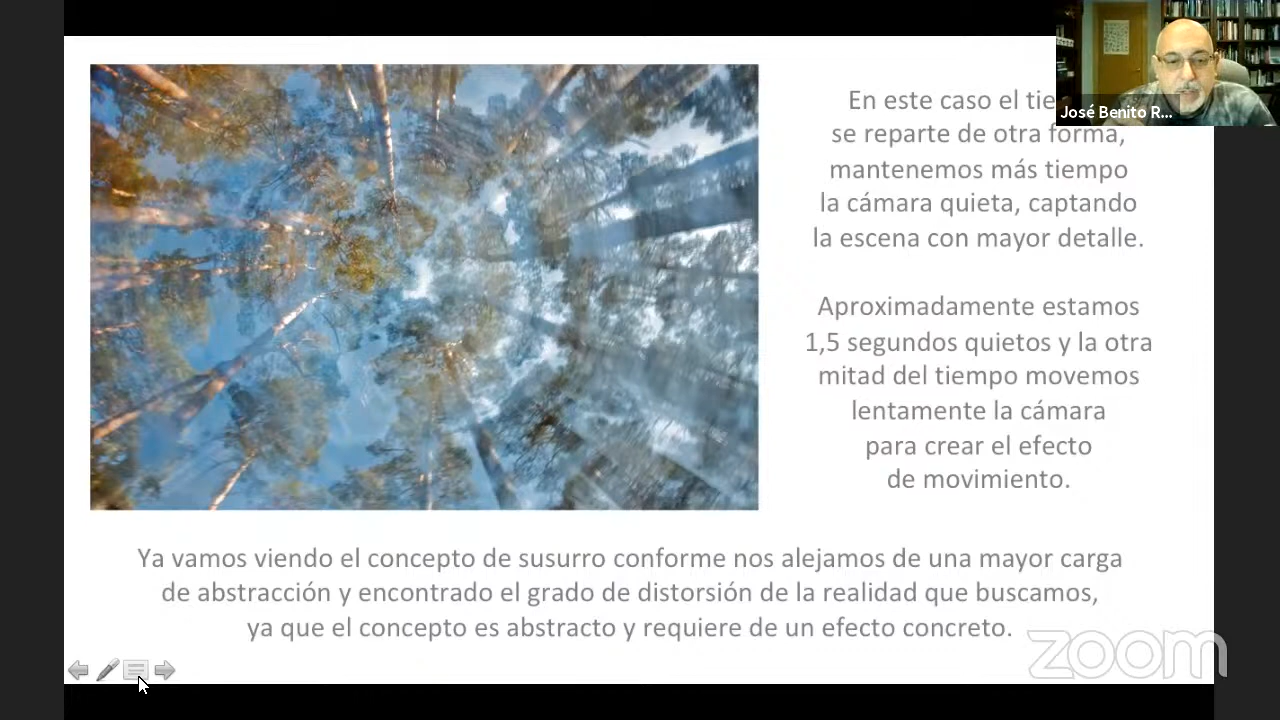 En este caso el
se reparte de otra forma,
mantenemos más tiempo
la cámara quieta, captando
la escena con mayor detalle.
Aproximadamente estamos
1,5 segundos quietos y la otra
mitad del tiempo movemos
lentamente la cámara
para crear el efecto
de movimiento.
Ya vamos viendo el concepto de susurro conforme nos alejamos de una mayor carga
de abstracción y encontrado el grado de distorsión de la realidad que buscamos,
ya que el concepto es abstracto y requiere de un efecto concreto.
José Benito R...
zoom